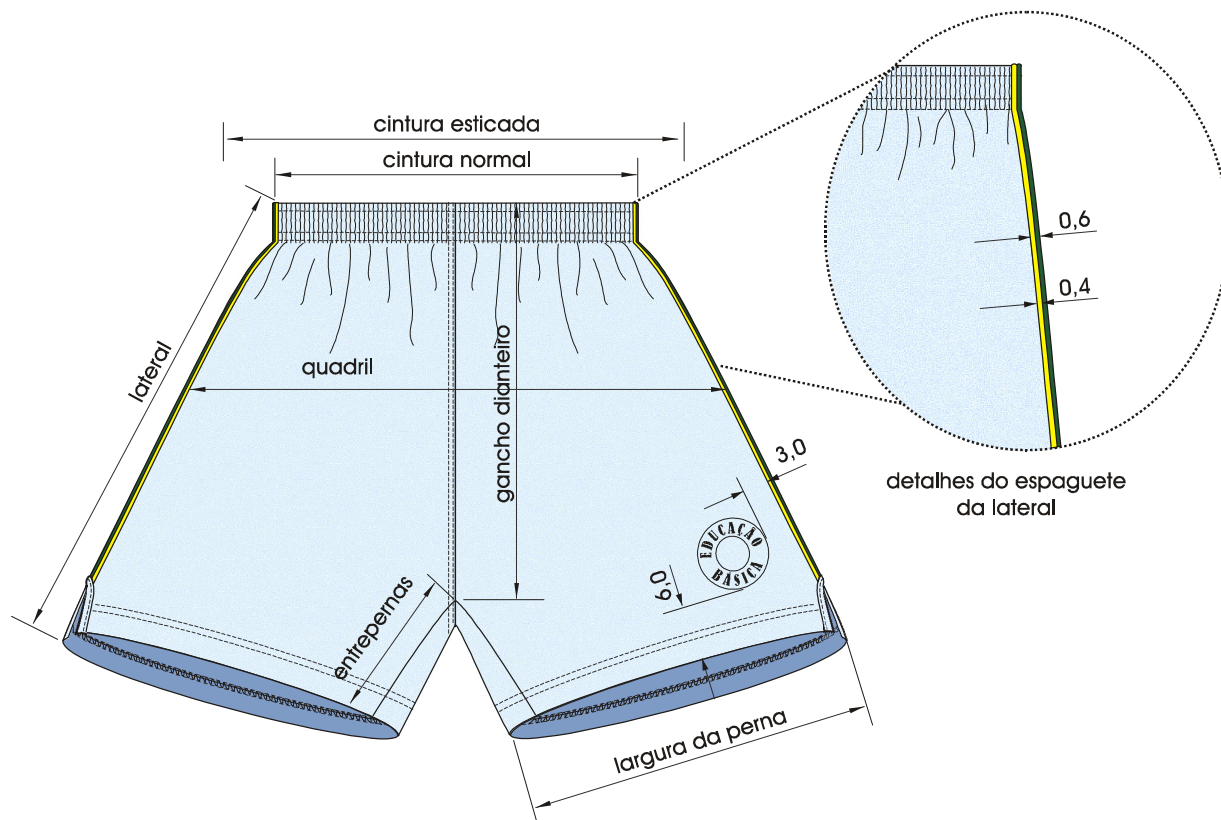 cintura esticada
cintura normal
lateral
quadril
gancho dianteiro
entrepernas
largura da perna
3,0
6,0
EDUCAÇÃO
BÁSICA
0,6
0,4
detalhes do espaguete
da lateral